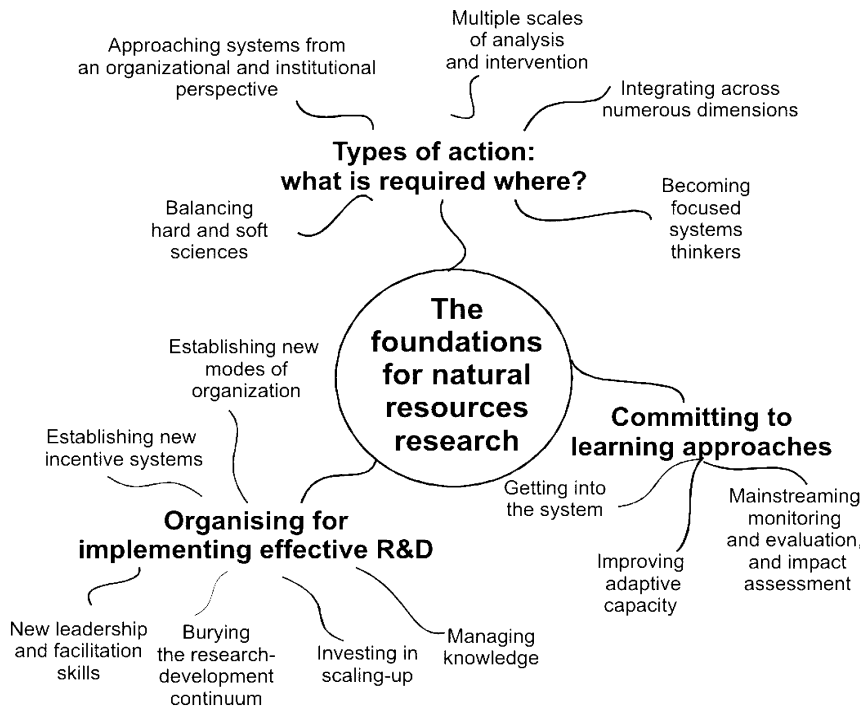 Multiple scales
of analysis
and intervention
Approaching systems from
an organizational and institutional
perspective
Integrating across
numerous dimensions
Types of action:
what is required where?
Balancing
hard and soft
sciences
Becoming
focused
systems
thinkers
The
foundations
for natural
resources
research
Establishing new
modes of
organization
Establishing new
incentive systems
Committing to
learning approaches
Getting into
the system
Mainstreaming
monitoring
and evaluation,
and impact
assessment
Improving
adaptive
capacity
Organising for
implementing effective R&D
New leadership
and facilitation
skills
Burying
the research-
development
continuum
Investing in
scaling-up
Managing
knowledge